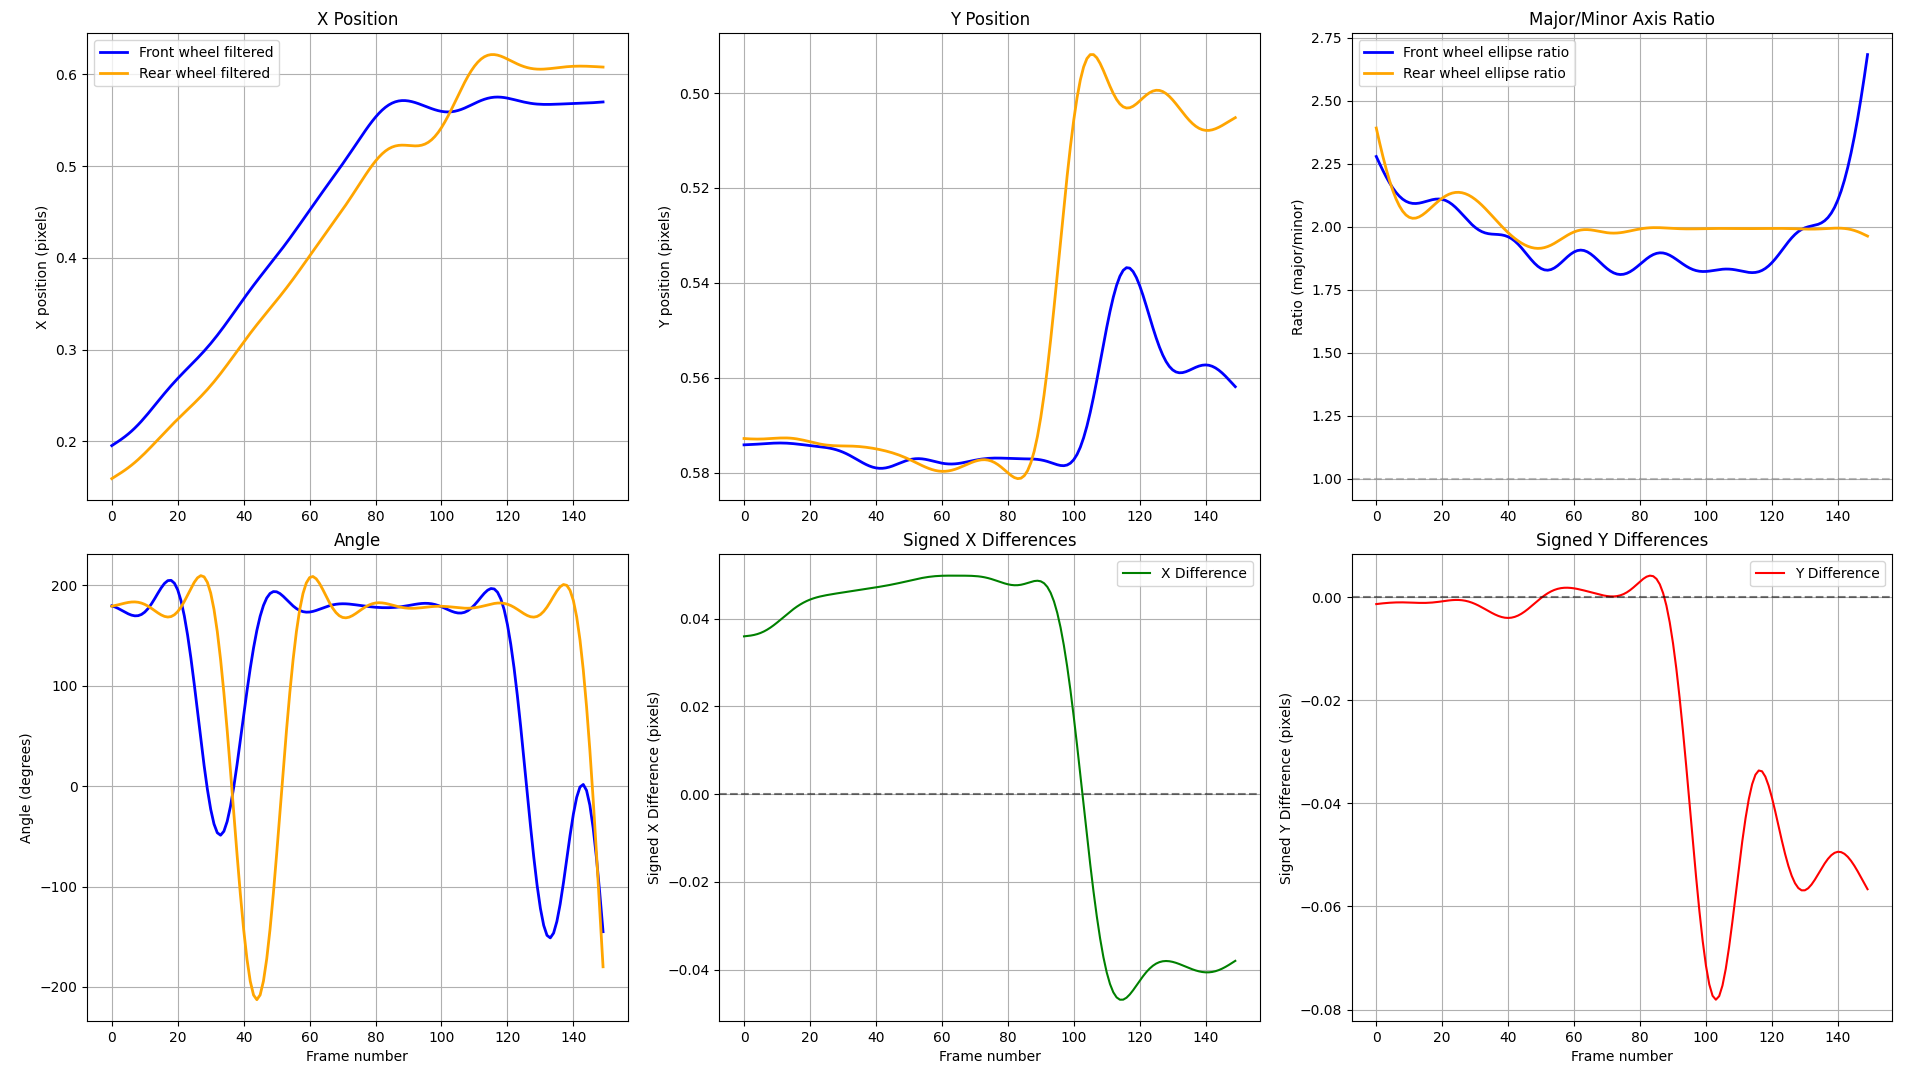 X Position
Front wheel filtered
Rear wheel filtered
X position (pixels)
0.6
0.5
0.4
0.3
0.2
0 20 40 60 80 100 120 140
Y Position
Y position (pixels)
0.50
0.52
0.54
0.56
0.58
0 20 40 60 80 100 120 140
Major/Minor Axis Ratio
Front wheel ellipse ratio
Rear wheel ellipse ratio
Ratio (major/minor)
2.75
2.50
2.25
2.00
1.75
1.50
1.25
1.00
0 20 40 60 80 100 120 140
Angle
Angle (degrees)
200
100
0
−100
−200
0 20 40 60 80 100 120 140
Frame number
Signed X Differences
X Difference
Signed X Difference (pixels)
0.04
0.02
0.00
−0.02
−0.04
0 20 40 60 80 100 120 140
Frame number
Signed Y Differences
Y Difference
Signed Y Difference (pixels)
0.00
−0.02
−0.04
−0.06
−0.08
0 20 40 60 80 100 120 140
Frame number